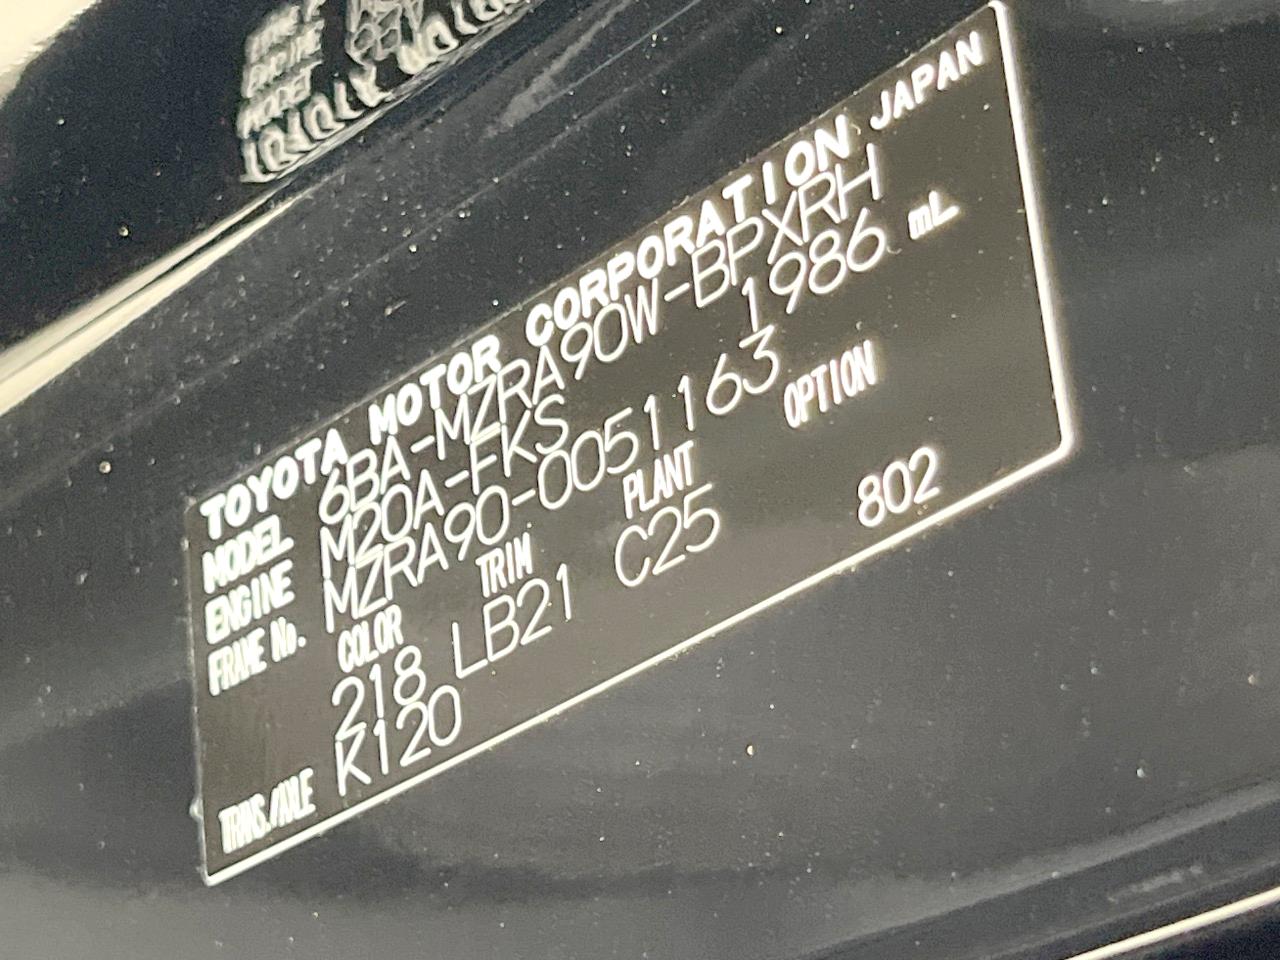 TOYOTA MOTOR CORPORATION JAPAN
MODEL 6BA-MZRA90W-BPXRH
ENGINE M20A-FKS 1986 mL
FRAME No. MZRA90-0051163
COLOR TRIM PLANT OPTION
218 LB21 C25 802
TRANS./AXLE K120